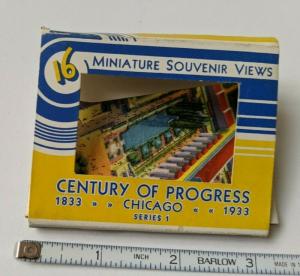 16 MINIATURE SOUVENIR VIEWS
CENTURY OF PROGRESS
1833 » » CHICAGO « « 1933
SERIES 1
1 2 BARLOW 3
INCH